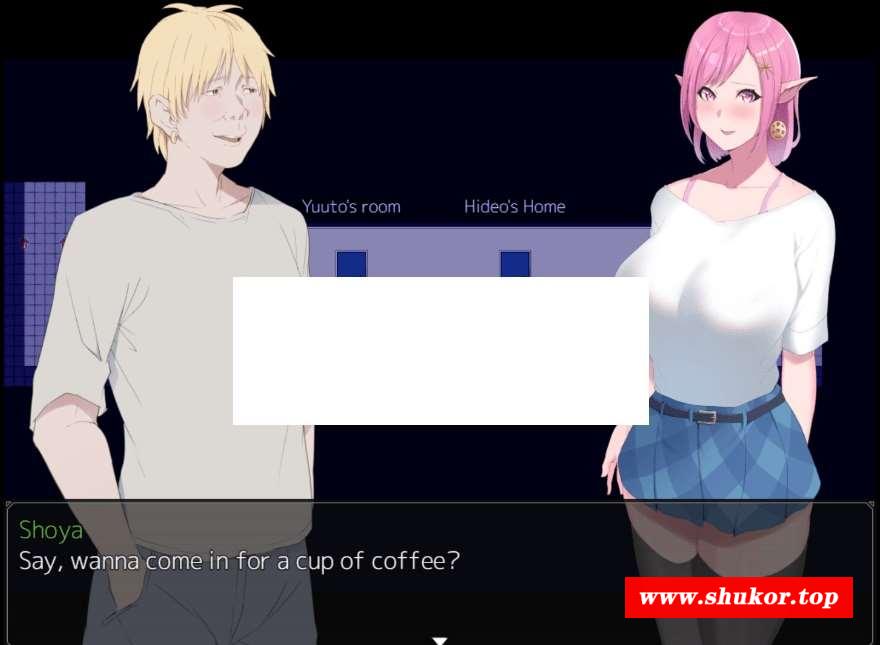 Yuuto's room
Hideo's Home
Shoya
Say, wanna come in for a cup of coffee?
www.shukor.top